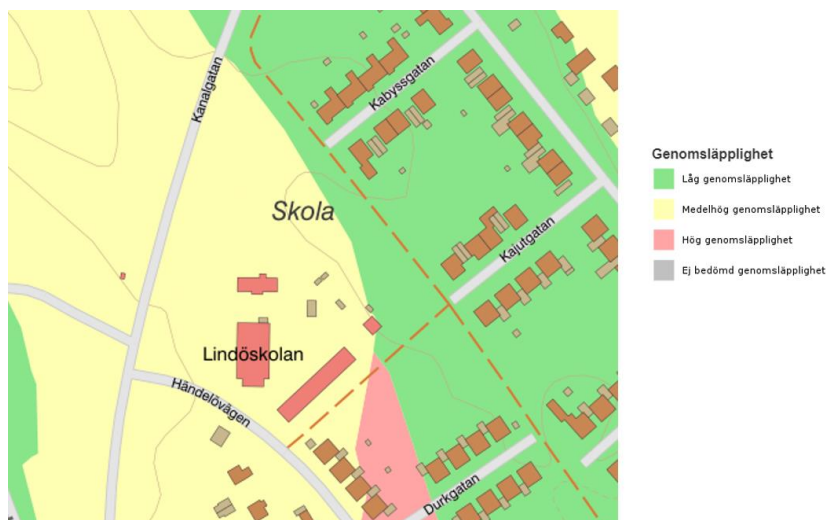 Kanalgatan
Kabyssgatan
Skola
Kajutgatan
Lindöskolan
Händelövägen
Durkgatan
Genomsläpplighet
Låg genomsläpplighet
Medelhög genomsläpplighet
Hög genomsläpplighet
Ej bedömd genomsläpplighet